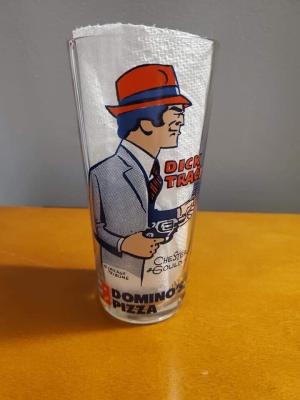 DICK
TRAC
CHESTER
GOULD
DOMINO'S
PIZZA